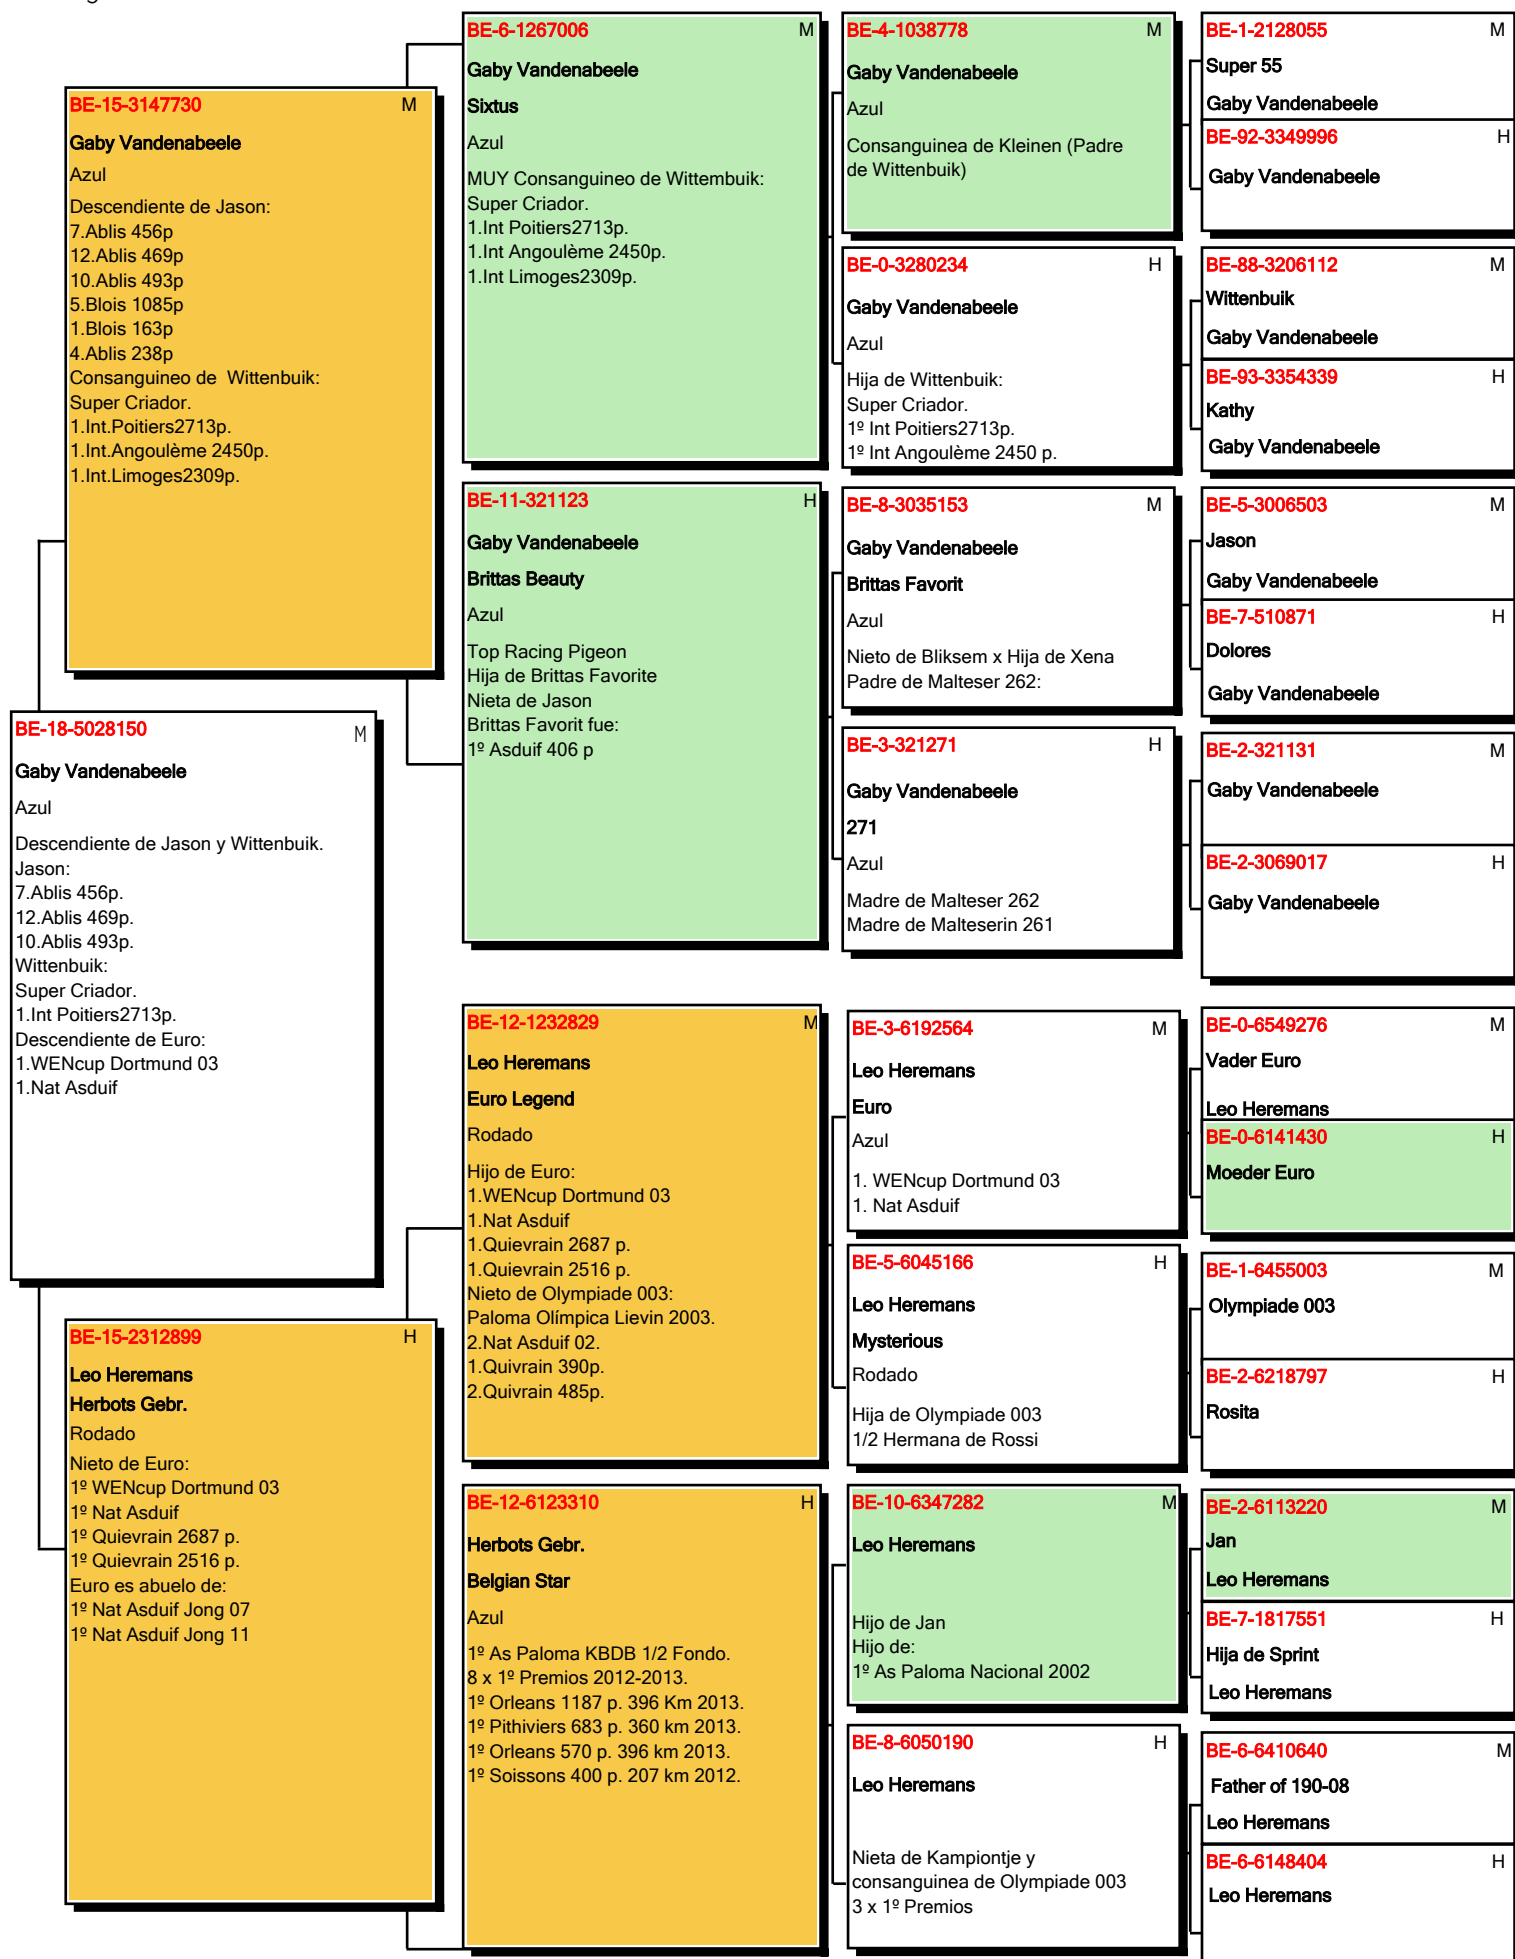 BE-18-5028150 M
Gaby Vandenabeele
Azul
Descendiente de Jason y Wittenbuik.
Jason:
7.Ablis 456p.
12.Ablis 469p.
10.Ablis 493p.
Wittenbuik:
Super Criador.
1.Int Poitiers2713p.
Descendiente de Euro:
1.WENcup Dortmund 03
1.Nat Asduif
BE-15-3147730 M
Gaby Vandenabeele
Azul
Descendiente de Jason:
7.Ablis 456p
12.Ablis 469p
10.Ablis 493p
5.Blois 1085p
1.Blois 163p
4.Ablis 238p
Consanguineo de Wittenbuik:
Super Criador.
1.Int.Poitiers2713p.
1.Int.Angoulème 2450p.
1.Int.Limoges2309p.
BE-15-2312899 H
Leo Heremans
Herbots Gebr.
Rodado
Nieto de Euro:
1º WENcup Dortmund 03
1º Nat Asduif
1º Quievrain 2687 p.
1º Quievrain 2516 p.
Euro es abuelo de:
1º Nat Asduif Jong 07
1º Nat Asduif Jong 11
BE-6-1267006 M
Gaby Vandenabeele
Sixtus
Azul
MUY Consanguineo de Wittembuik:
Super Criador.
1.Int Poitiers2713p.
1.Int Angoulème 2450p.
1.Int Limoges2309p.
BE-11-321123 H
Gaby Vandenabeele
Brittas Beauty
Azul
Top Racing Pigeon
Hija de Brittas Favorite
Nieta de Jason
Brittas Favorit fue:
1º Asduif 406 p
BE-12-1232829 M
Leo Heremans
Euro Legend
Rodado
Hijo de Euro:
1.WENcup Dortmund 03
1.Nat Asduif
1.Quievrain 2687 p.
1.Quievrain 2516 p.
Nieto de Olympiade 003:
Paloma Olímpica Lievin 2003.
2.Nat Asduif 02.
1.Quivrain 390p.
2.Quivrain 485p.
BE-12-6123310 H
Herbots Gebr.
Belgian Star
Azul
1º As Paloma KBDB 1/2 Fondo.
8 x 1º Premios 2012-2013.
1º Orleans 1187 p. 396 Km 2013.
1º Pithiviers 683 p. 360 km 2013.
1º Orleans 570 p. 396 km 2013.
1º Soissons 400 p. 207 km 2012.
BE-4-1038778 M
Gaby Vandenabeele
Azul
Consanguinea de Kleinen (Padre
de Wittenbuik)
BE-0-3280234 H
Gaby Vandenabeele
Azul
Hija de Wittenbuik:
Super Criador.
1º Int Poitiers2713p.
1º Int Angoulème 2450 p.
BE-8-3035153 M
Gaby Vandenabeele
Brittas Favorit
Azul
Nieto de Bliksem x Hija de Xena
Padre de Malteser 262:
BE-3-321271 H
Gaby Vandenabeele
271
Azul
Madre de Malteser 262
Madre de Malteserin 261
BE-3-6192564 M
Leo Heremans
Euro
Azul
1. WENcup Dortmund 03
1. Nat Asduif
BE-5-6045166 H
Leo Heremans
Mysterious
Rodado
Hija de Olympiade 003
1/2 Hermana de Rossi
BE-10-6347282 M
Leo Heremans
Hijo de Jan
Hijo de:
1º As Paloma Nacional 2002
BE-8-6050190 H
Leo Heremans
Nieta de Kampiontje y
consanguinea de Olympiade 003
3 x 1º Premios
BE-1-2128055 M
Super 55
Gaby Vandenabeele
BE-92-3349996 H
Gaby Vandenabeele
BE-88-3206112 M
Wittenbuik
Gaby Vandenabeele
BE-93-3354339 H
Kathy
Gaby Vandenabeele
BE-5-3006503 M
Jason
Gaby Vandenabeele
BE-7-510871 H
Dolores
Gaby Vandenabeele
BE-2-321131 M
Gaby Vandenabeele
BE-2-3069017 H
Gaby Vandenabeele
BE-0-6549276 M
Vader Euro
Leo Heremans
BE-0-6141430 H
Moeder Euro
BE-1-6455003 M
Olympiade 003
BE-2-6218797 H
Rosita
BE-2-6113220 M
Jan
Leo Heremans
BE-7-1817551 H
Hija de Sprint
Leo Heremans
BE-6-6410640 M
Father of 190-08
Leo Heremans
BE-6-6148404 H
Leo Heremans